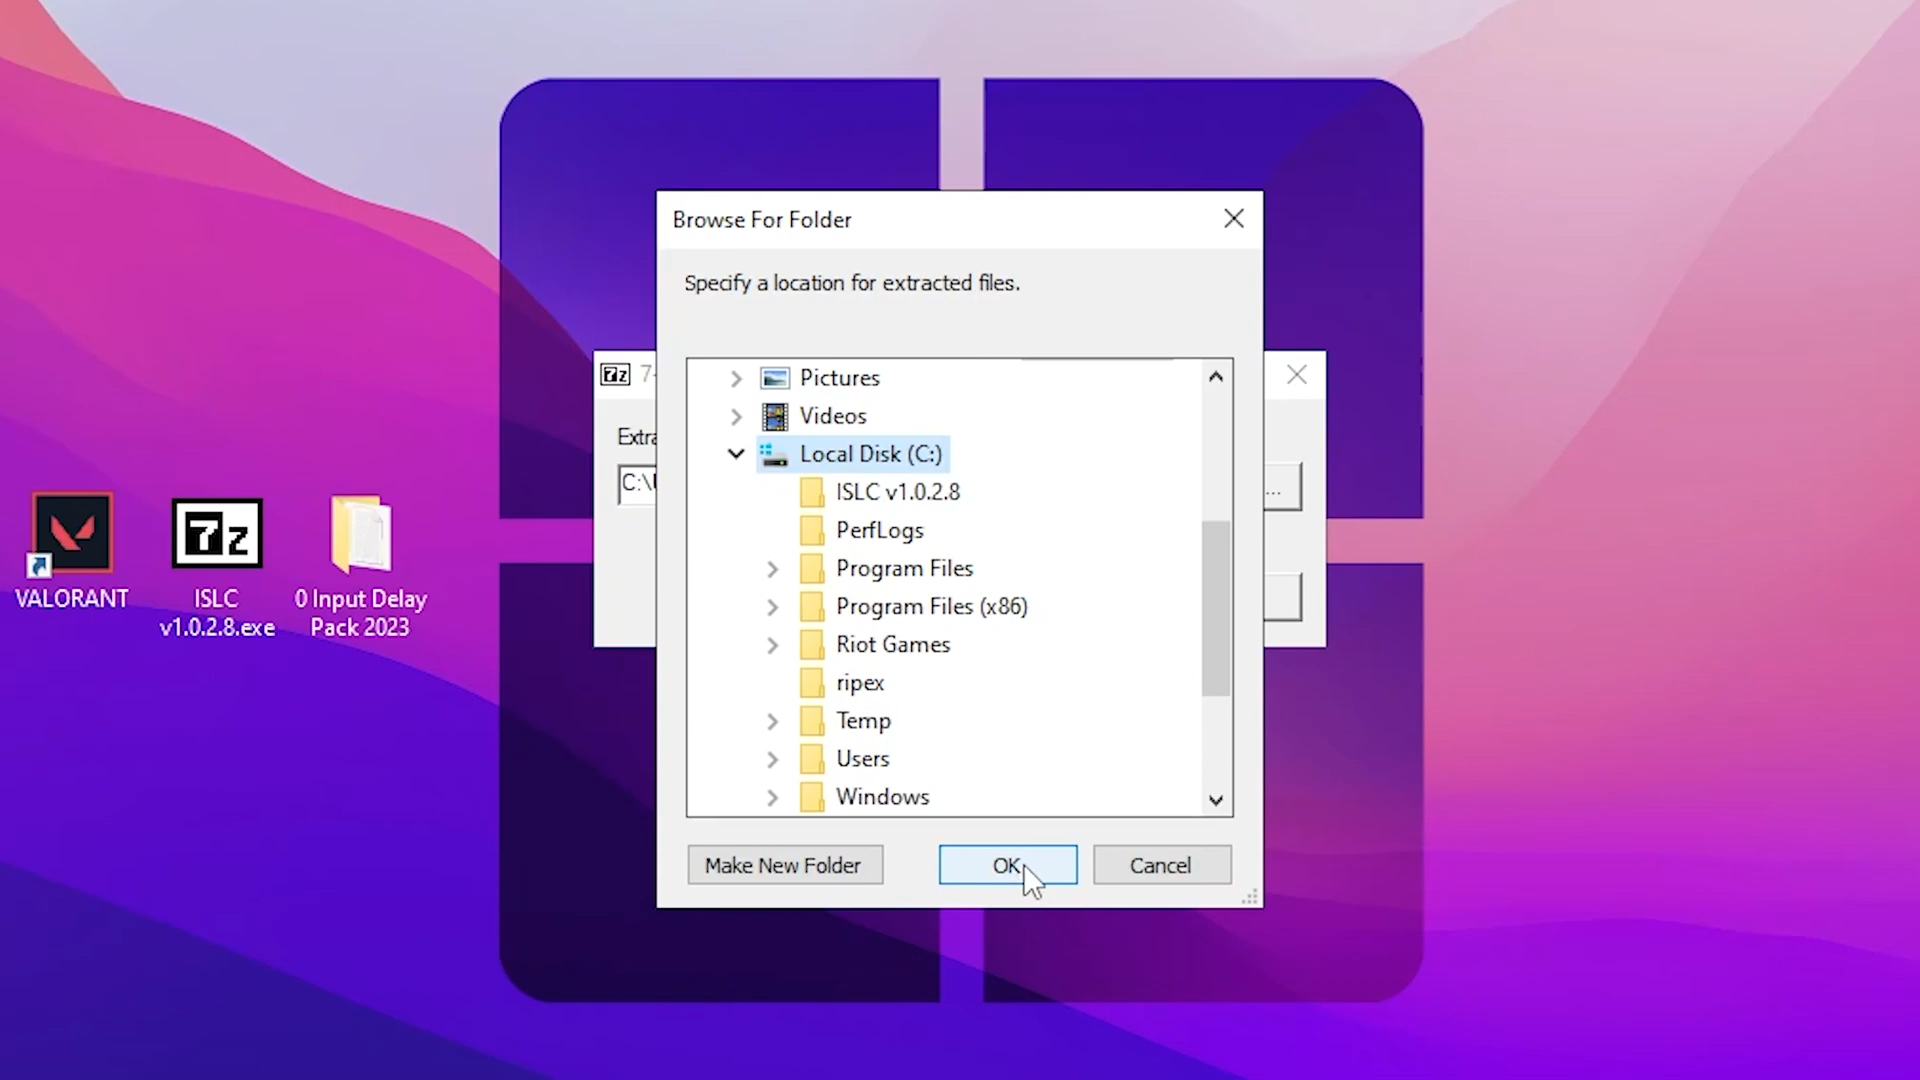 Browse For Folder
Specify a location for extracted files.
7z
Extra
C:\U
...
Pictures
Videos
Local Disk (C:)
ISLC v1.0.2.8
PerfLogs
Program Files
Program Files (x86)
Riot Games
ripex
Temp
Users
Windows
Make New Folder
OK
Cancel
7z
VALORANT
ISLC
v1.0.2.8.exe
0 Input Delay
Pack 2023